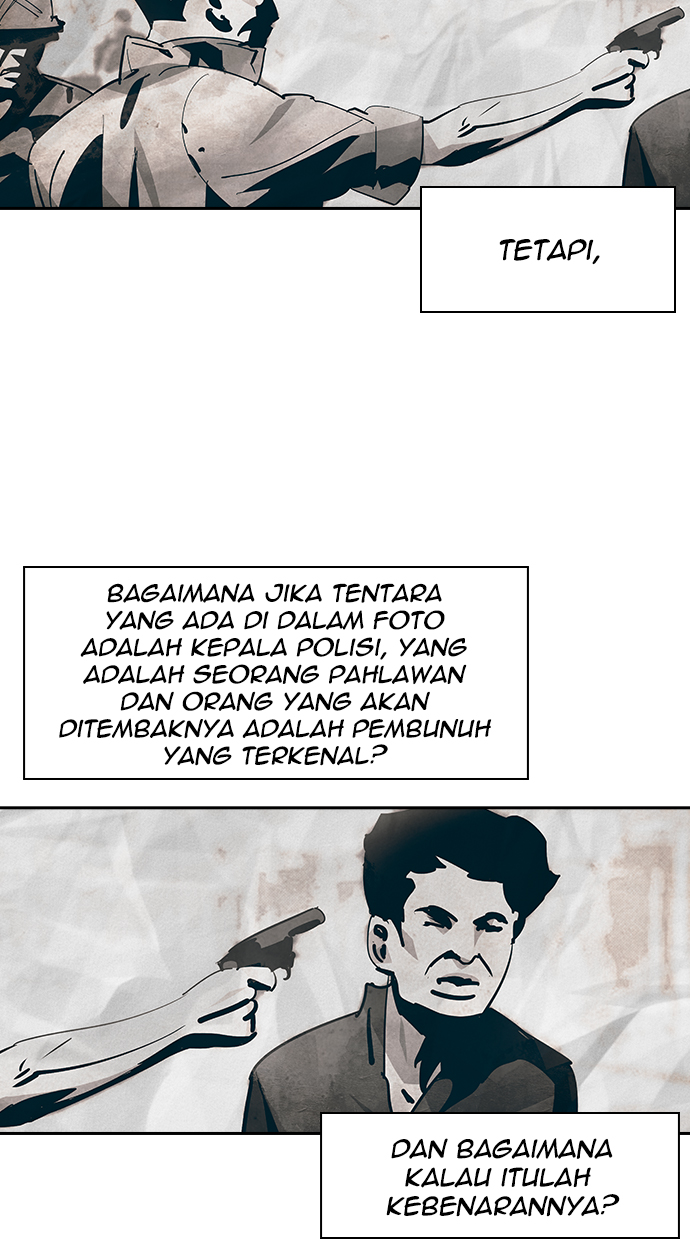 TETAPI,
BAGAIMANA JIKA TENTARA
YANG ADA DI DALAM FOTO
ADALAH KEPALA POLISI, YANG
ADALAH SEORANG PAHLAWAN
DAN ORANG YANG AKAN
DITEMBAKNYA ADALAH PEMBUNUH
YANG TERKENAL?
DAN BAGAIMANA
KALAU ITULAH
KEBENARANNYA?